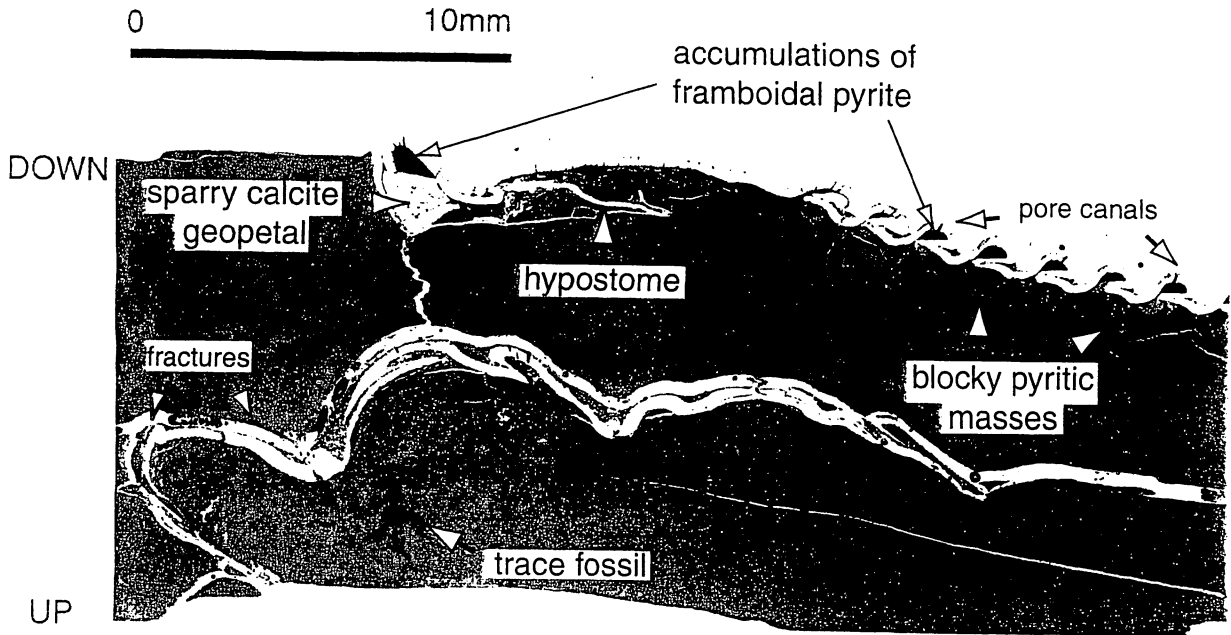 0 10mm
accumulations of
framboidal pyrite
DOWN
sparry calcite
geopetal
pore canals
hypostome
fractures
blocky pyritic
masses
trace fossil
UP